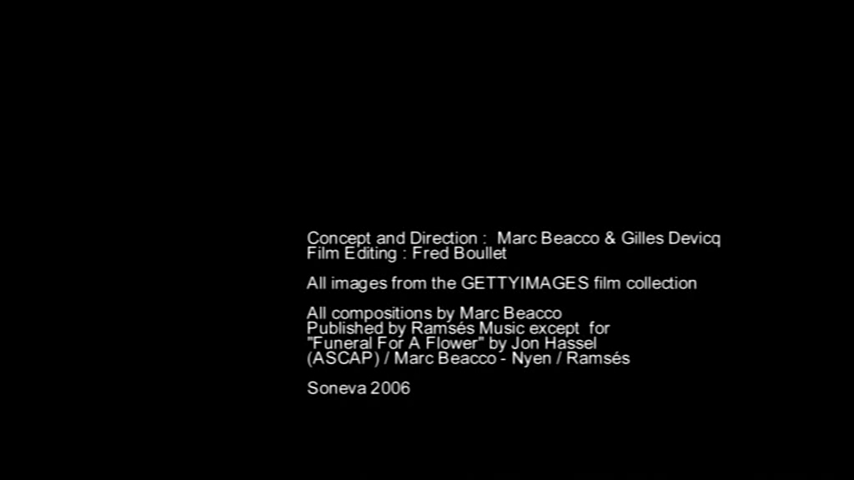 Concept and Direction :  Marc Beacco & Gilles Devicq
Film Editing : Fred Boullet
All images from the GETTYIMAGES film collection
All compositions by Marc Beacco
Published by Ramsés Music except  for
"Funeral For A Flower" by Jon Hassel
(ASCAP) / Marc Beacco - Nyen / Ramsés
Soneva 2006